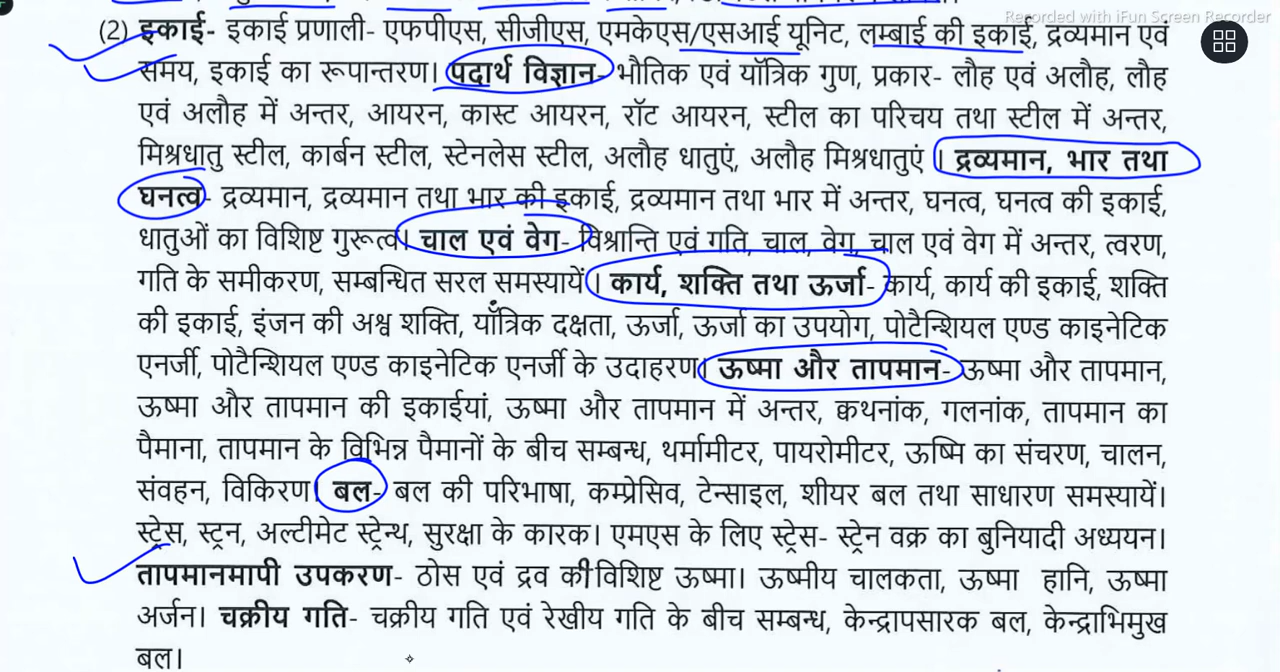 Recorded with iFun Screen Recorder
(2) इकाई- इकाई प्रणाली- एफपीएस, सीजीएस, एमकेएस/एसआई यूनिट, लम्बाई की इकाई, द्रव्यमान एवं
समय, इकाई का रूपान्तरण। पदार्थ विज्ञान- भौतिक एवं यॉत्रिक गुण, प्रकार- लौह एवं अलौह, लौह
एवं अलौह में अन्तर, आयरन, कास्ट आयरन, रॉट आयरन, स्टील का परिचय तथा स्टील में अन्तर,
मिश्रधातु स्टील, कार्बन स्टील, स्टेनलेस स्टील, अलौह धातुएं, अलौह मिश्रधातुएं । द्रव्यमान, भार तथा
घनत्व- द्रव्यमान, द्रव्यमान तथा भार की इकाई, द्रव्यमान तथा भार में अन्तर, घनत्व, घनत्व की इकाई,
धातुओं का विशिष्ट गुरूत्व। चाल एवं वेग- विश्रान्ति एवं गति, चाल, वेग, चाल एवं वेग में अन्तर, त्वरण,
गति के समीकरण, सम्बन्धित सरल समस्यायें । कार्य, शक्ति तथा ऊर्जा- कार्य, कार्य की इकाई, शक्ति
की इकाई, इंजन की अश्व शक्ति, यॉंत्रिक दक्षता, ऊर्जा, ऊर्जा का उपयोग, पोटैन्शियल एण्ड काइनेटिक
एनर्जी, पोटैन्शियल एण्ड काइनेटिक एनर्जी के उदाहरण। ऊष्मा और तापमान- ऊष्मा और तापमान,
ऊष्मा और तापमान की इकाईयां, ऊष्मा और तापमान में अन्तर, क्वथनांक, गलनांक, तापमान का
पैमाना, तापमान के विभिन्न पैमानों के बीच सम्बन्ध, थर्मामीटर, पायरोमीटर, ऊष्मि का संचरण, चालन,
संवहन, विकिरण। बल- बल की परिभाषा, कम्प्रेसिव, टेन्साइल, शीयर बल तथा साधारण समस्यायें।
स्ट्रेस, स्ट्रन, अल्टीमेट स्ट्रेन्थ, सुरक्षा के कारक। एमएस के लिए स्ट्रेस- स्ट्रेन वक्र का बुनियादी अध्ययन।
तापमानमापी उपकरण- ठोस एवं द्रव की विशिष्ट ऊष्मा। ऊष्मीय चालकता, ऊष्मा हानि, ऊष्मा
अर्जन। चक्रीय गति- चक्रीय गति एवं रेखीय गति के बीच सम्बन्ध, केन्द्रापसारक बल, केन्द्राभिमुख
बल।